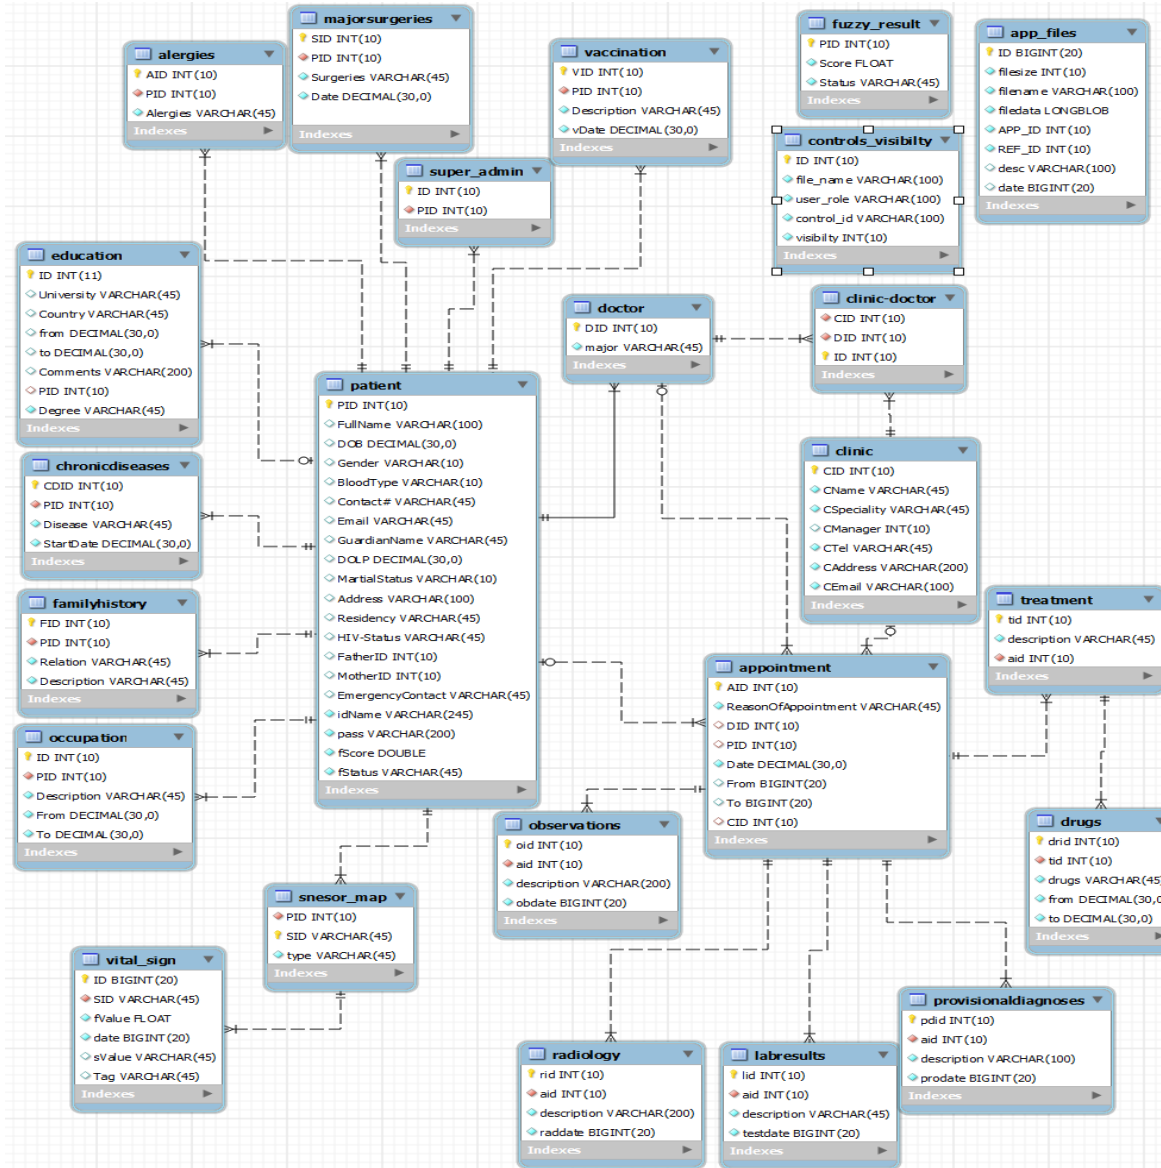 majorsurgeries
SID INT(10)
PID INT(10)
Surgeries VARCHAR(45)
Date DECIMAL(30,0)
Indexes
alergies
AID INT(10)
PID INT(10)
Alergies VARCHAR(45)
Indexes
vaccination
VID INT(10)
PID INT(10)
Description VARCHAR(45)
vDate DECIMAL(30,0)
Indexes
fuzzy_result
PID INT(10)
Score FLOAT
Status VARCHAR(45)
Indexes
app_files
ID BIGINT(20)
filesize INT(10)
filename VARCHAR(100)
filedata LONGBLOB
APP_ID INT(10)
REF_ID INT(10)
desc VARCHAR(100)
date BIGINT(20)
Indexes
controls_visibilty
ID INT(10)
file_name VARCHAR(100)
user_role VARCHAR(100)
control_id VARCHAR(100)
visibilty INT(10)
Indexes
super_admin
ID INT(10)
PID INT(10)
Indexes
education
ID INT(11)
University VARCHAR(45)
Country VARCHAR(45)
from DECIMAL(30,0)
to DECIMAL(30,0)
Comments VARCHAR(200)
PID INT(10)
Degree VARCHAR(45)
Indexes
doctor
DID INT(10)
major VARCHAR(45)
Indexes
clinic-doctor
CID INT(10)
DID INT(10)
ID INT(10)
Indexes
patient
PID INT(10)
FullName VARCHAR(100)
DOB DECIMAL(30,0)
Gender VARCHAR(10)
BloodType VARCHAR(10)
Contact# VARCHAR(45)
Email VARCHAR(45)
GuardianName VARCHAR(45)
DOLP DECIMAL(30,0)
MartialStatus VARCHAR(10)
Address VARCHAR(100)
Residency VARCHAR(45)
HIV-Status VARCHAR(45)
FatherID INT(10)
MotherID INT(10)
EmergencyContact VARCHAR(45)
idName VARCHAR(245)
pass VARCHAR(200)
fScore DOUBLE
fStatus VARCHAR(45)
Indexes
chronicdiseases
CDID INT(10)
PID INT(10)
Disease VARCHAR(45)
StartDate DECIMAL(30,0)
Indexes
clinic
CID INT(10)
CName VARCHAR(45)
CSpeciality VARCHAR(45)
CManager INT(10)
CTel VARCHAR(45)
CAddress VARCHAR(200)
CEmail VARCHAR(100)
Indexes
familyhistory
FID INT(10)
PID INT(10)
Relation VARCHAR(45)
Description VARCHAR(45)
Indexes
treatment
tid INT(10)
description VARCHAR(45)
aid INT(10)
Indexes
appointment
AID INT(10)
ReasonOfAppointment VARCHAR(45)
DID INT(10)
PID INT(10)
Date DECIMAL(30,0)
From BIGINT(20)
To BIGINT(20)
CID INT(10)
Indexes
occupation
ID INT(10)
PID INT(10)
Description VARCHAR(45)
From DECIMAL(30,0)
To DECIMAL(30,0)
Indexes
observations
oid INT(10)
aid INT(10)
description VARCHAR(200)
obdate BIGINT(20)
Indexes
drugs
drid INT(10)
tid INT(10)
drugs VARCHAR(45
from DECIMAL(30,0
to DECIMAL(30,0)
Indexes
snesor_map
PID INT(10)
SID VARCHAR(45)
type VARCHAR(45)
Indexes
vital_sign
ID BIGINT(20)
SID VARCHAR(45)
fValue FLOAT
date BIGINT(20)
sValue VARCHAR(45)
Tag VARCHAR(45)
Indexes
provisionaldiagnoses
pdid INT(10)
aid INT(10)
description VARCHAR(100)
prodate BIGINT(20)
Indexes
radiology
rid INT(10)
aid INT(10)
description VARCHAR(200)
raddate BIGINT(20)
Indexes
labresults
lid INT(10)
aid INT(10)
description VARCHAR(45)
testdate BIGINT(20)
Indexes